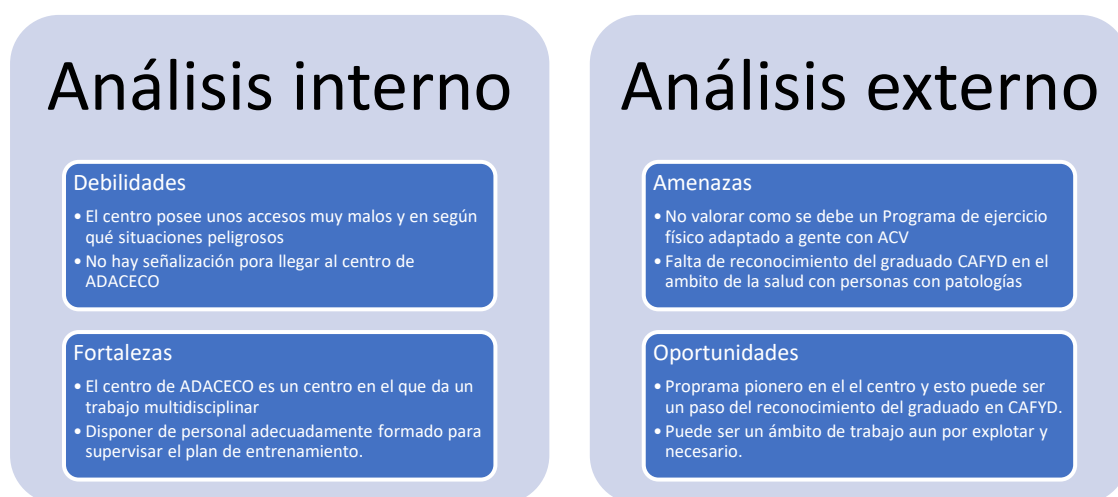 Análisis interno
Debilidades
• El centro posee unos accesos muy malos y en según
qué situaciones peligrosos
• No hay señalización pora llegar al centro de
ADACECO
Fortalezas
• El centro de ADACECO es un centro en el que da un
trabajo multidisciplinar
• Disponer de personal adecuadamente formado para
supervisar el plan de entrenamiento.
Análisis externo
Amenazas
• No valorar como se debe un Programa de ejercicio
físico adaptado a gente con ACV
• Falta de reconocimiento del graduado CAFYD en el
ambito de la salud con personas con patologías
Oportunidades
• Proprama pionero en el el centro y esto puede ser
un paso del reconocimiento del graduado en CAFYD.
• Puede ser un ámbito de trabajo aun por explotar y
necesario.